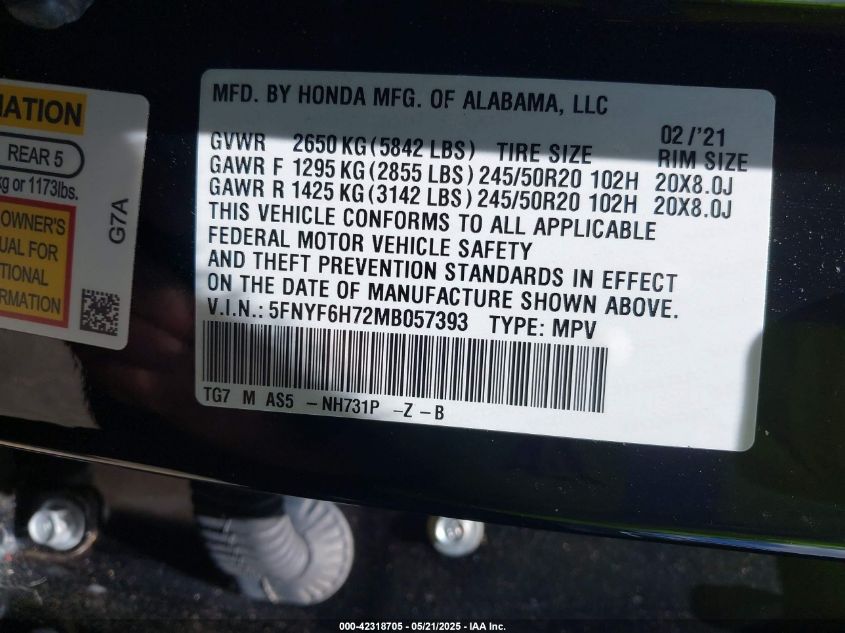 MATION
REAR 5
kg or 1173lbs.
OWNER'S
UAL FOR
TIONAL
RMATION
G7A
MFD. BY HONDA MFG. OF ALABAMA, LLC
02/'21
GVWR 2650 KG (5842 LBS) TIRE SIZE RIM SIZE
GAWR F 1295 KG (2855 LBS) 245/50R20 102H 20X8.0J
GAWR R 1425 KG (3142 LBS) 245/50R20 102H 20X8.0J
THIS VEHICLE CONFORMS TO ALL APPLICABLE
FEDERAL MOTOR VEHICLE SAFETY
AND THEFT PREVENTION STANDARDS IN EFFECT
ON THE DATE OF MANUFACTURE SHOWN ABOVE.
V.I.N.: 5FNYF6H72MB057393 TYPE: MPV
TG7 M AS5 -NH731P -Z-B
000-42318705 - 05/21/2025 - IAA Inc.